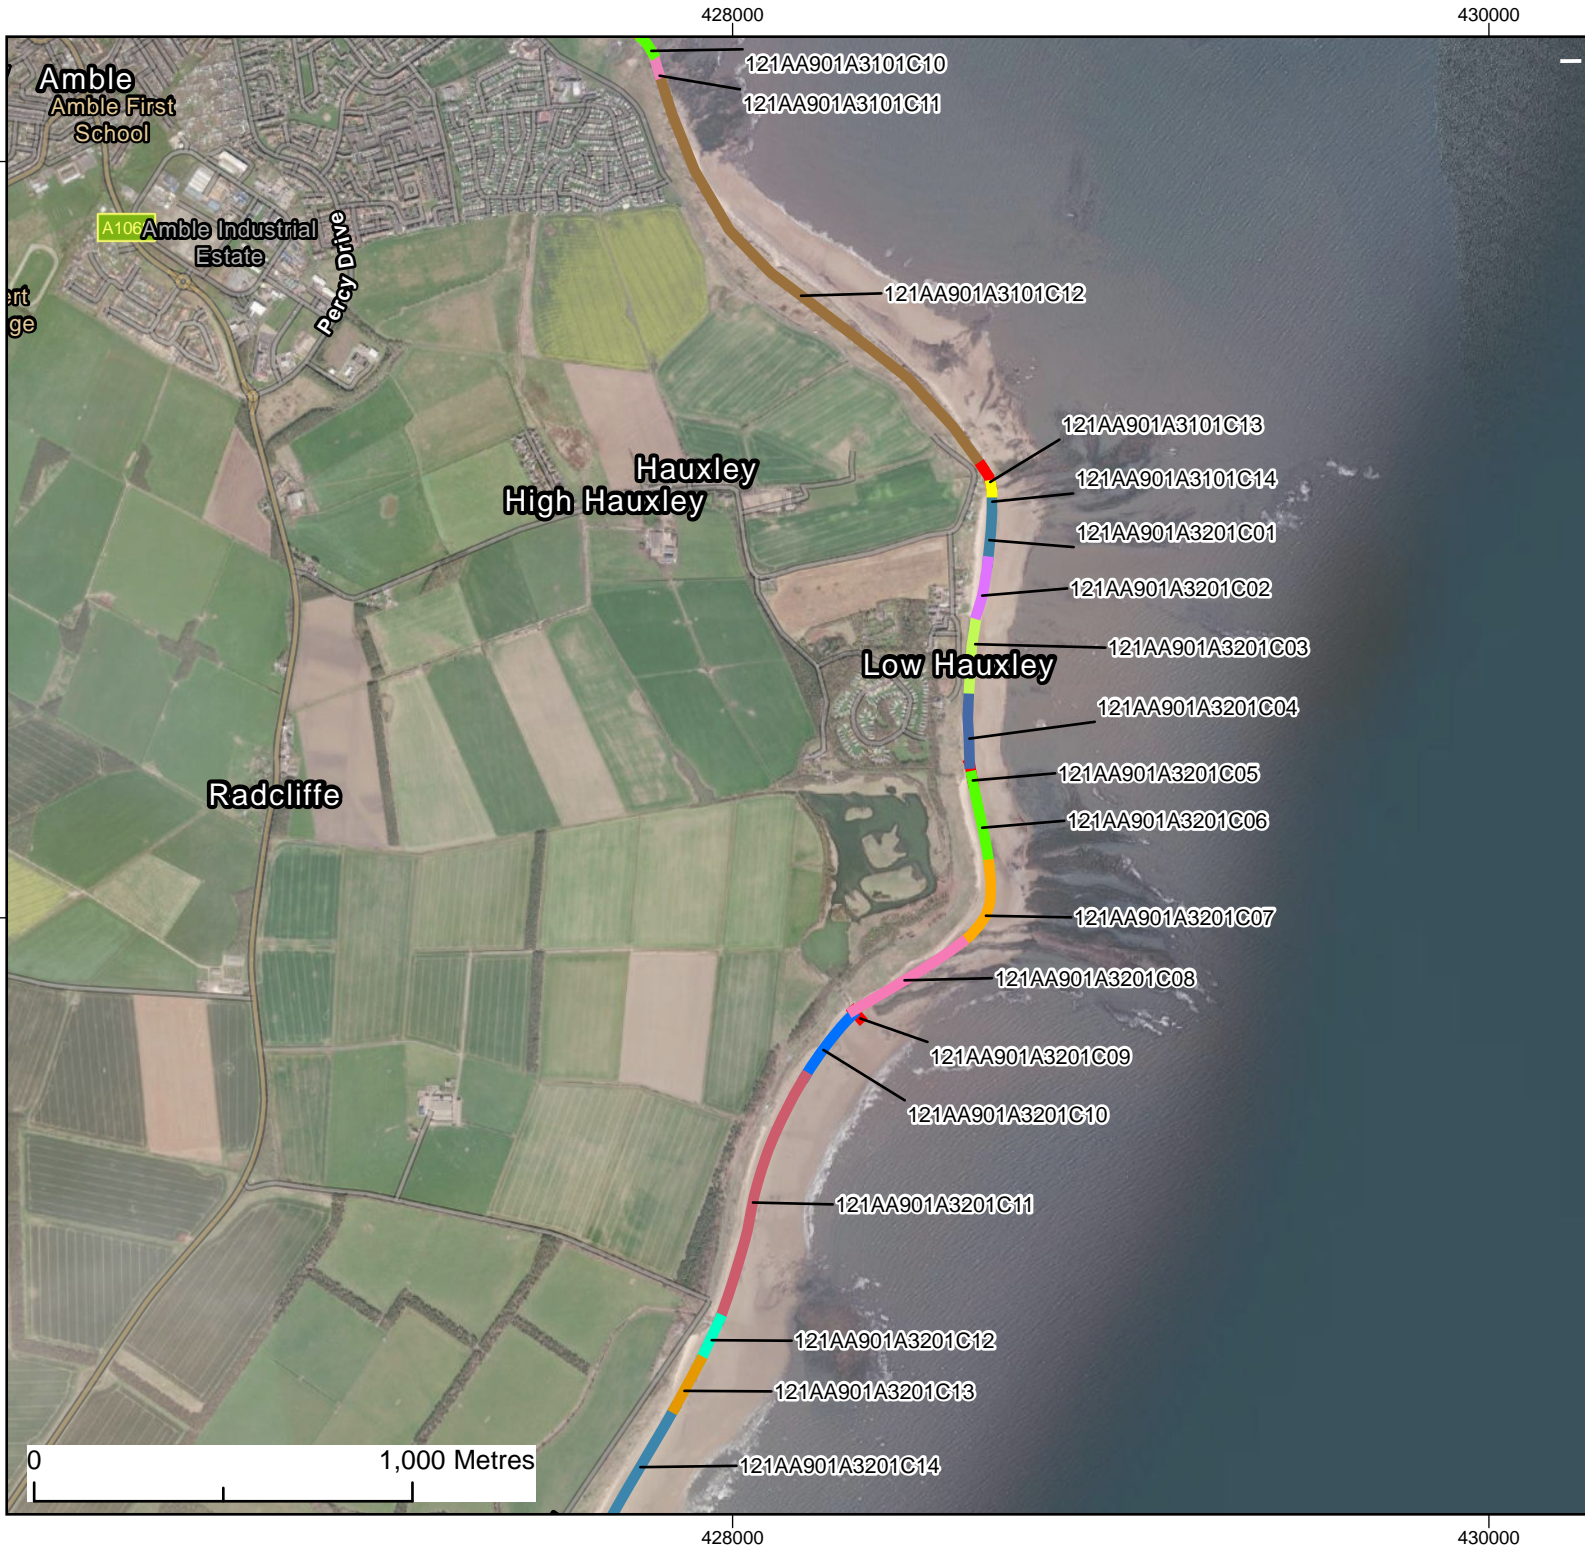 428000
430000
Amble
Amble First
School
121AA901A3101C10
121AA901A3101C11
A106
Amble Industrial
Estate
Percy Drive
ge
121AA901A3101C12
121AA901A3101C13
Hauxley
High Hauxley
121AA901A3101C14
121AA901A3201C01
121AA901A3201C02
121AA901A3201C03
Low Hauxley
121AA901A3201C04
121AA901A3201C05
Radcliffe
121AA901A3201C06
121AA901A3201C07
121AA901A3201C08
121AA901A3201C09
121AA901A3201C10
121AA901A3201C11
121AA901A3201C12
121AA901A3201C13
0 1,000 Metres
121AA901A3201C14
428000
430000